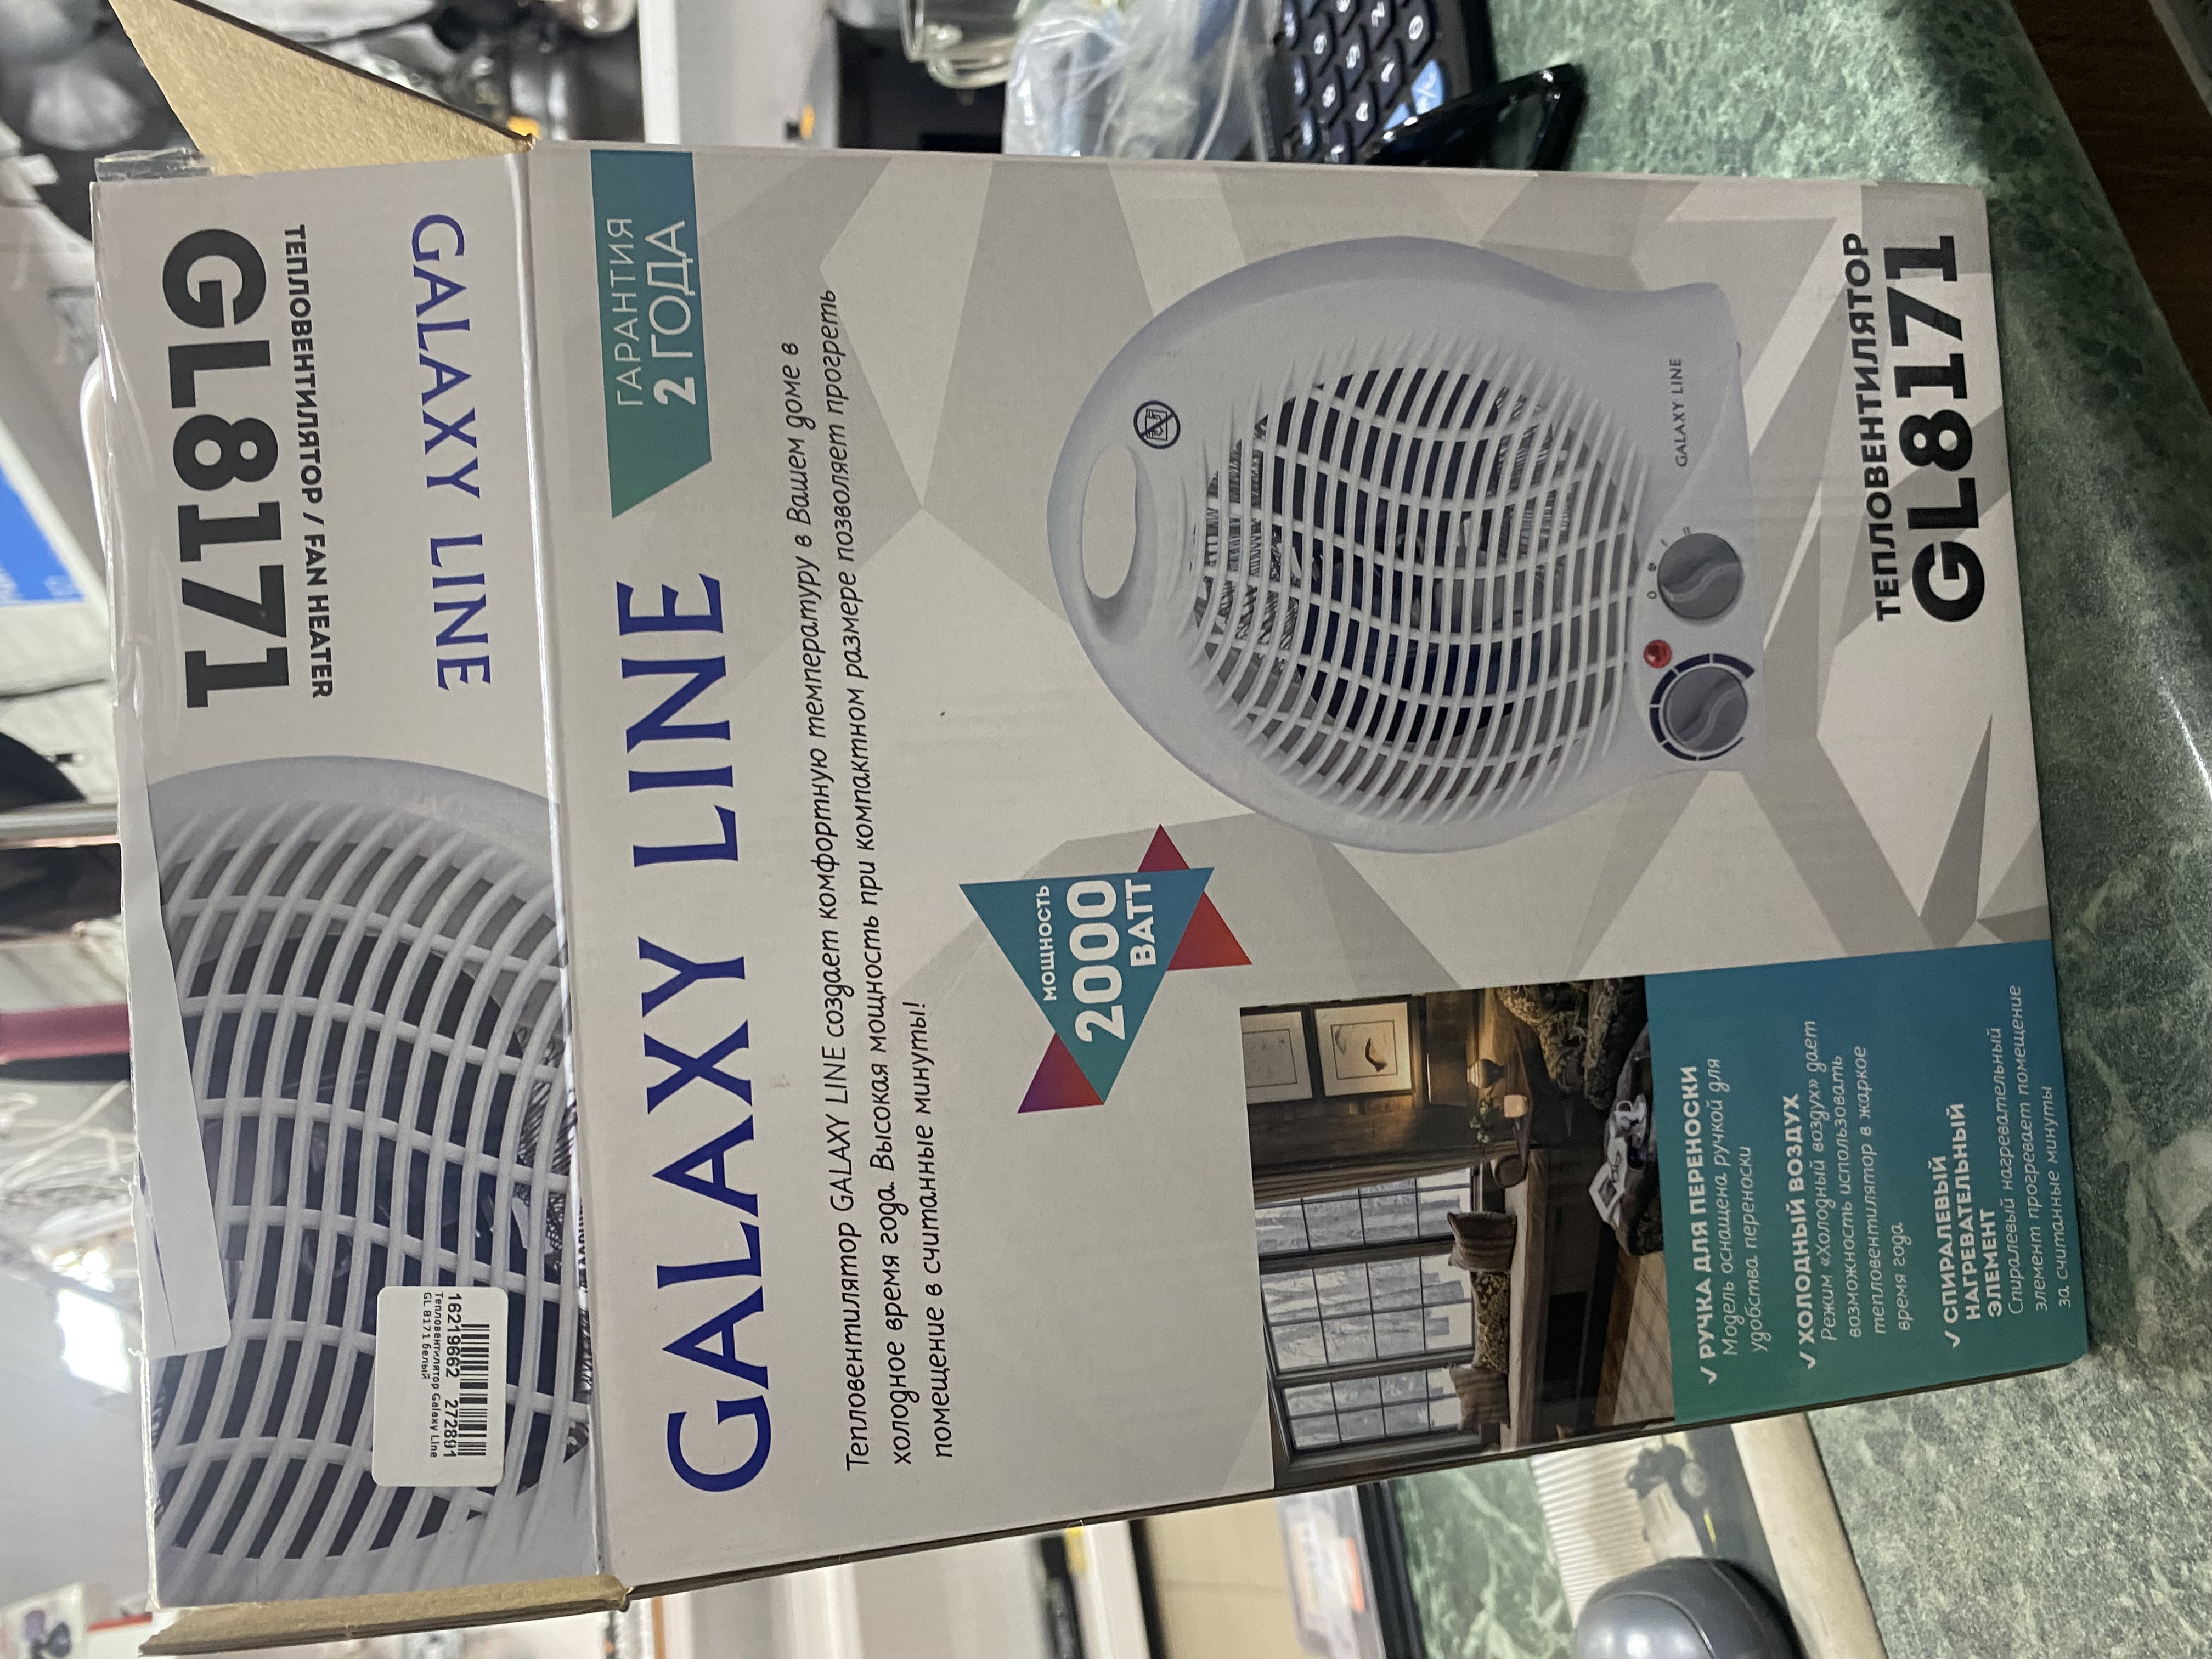 GL8171
ТЕПЛОВЕНТИЛЯТОР / FAN HEATER
GALAXY LINE
16219662 272891
Тепловентилятор Galaxy Line
GL 8171 белый
ГАРАНТИЯ
2 ГОДА
GALAXY LINE
Тепловентилятор GALAXY LINE создает комфортную температуру в Вашем доме в
холодное время года. Высокая мощность при компактном размере позволяет прогреть
помещение в считанные минуты!
МОЩНОСТЬ
2000
ВАТТ
GALAXY LINE
✓ РУЧКА ДЛЯ ПЕРЕНОСКИ
Модель оснащена ручкой для
удобства переноски
✓ ХОЛОДНЫЙ ВОЗДУХ
Режим «Холодный воздух» дает
возможность использовать
тепловентилятор в жаркое
время года
✓ СПИРАЛЕВЫЙ
НАГРЕВАТЕЛЬНЫЙ
ЭЛЕМЕНТ
Спиралевый нагревательный
элемент прогревает помещение
за считанные минуты
ТЕПЛОВЕНТИЛЯТОР
GL8171